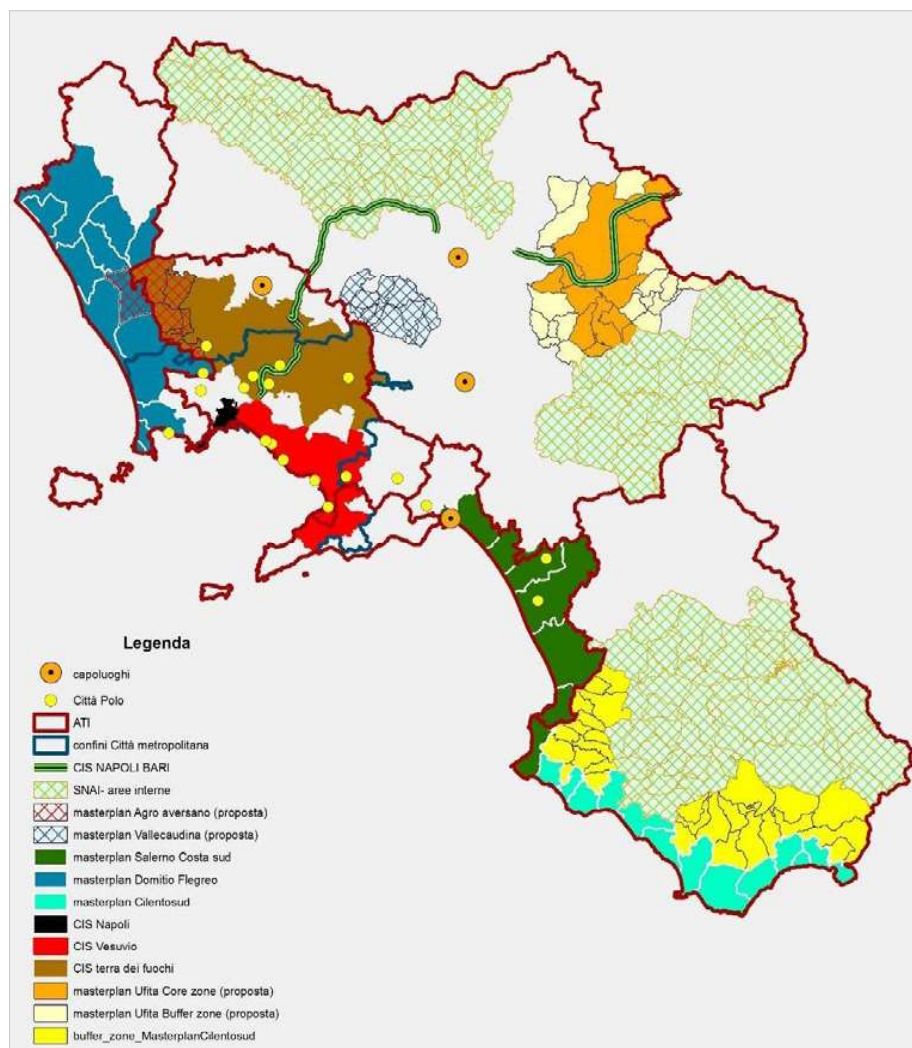 Legenda
capoluoghi
Città Polo
ATI
confini Città metropolitana
CIS NAPOLI BARI
SNAI- aree interne
masterplan Agro aversano (proposta)
masterplan Vallecaudina (proposta)
masterplan Salerno Costa sud
masterplan Domitio Flegreo
masterplan Cilentosud
CIS Napoli
CIS Vesuvio
CIS terra dei fuochi
masterplan Ufita Core zone (proposta)
masterplan Ufita Buffer zone (proposta)
buffer_zone_MasterplanCilentosud